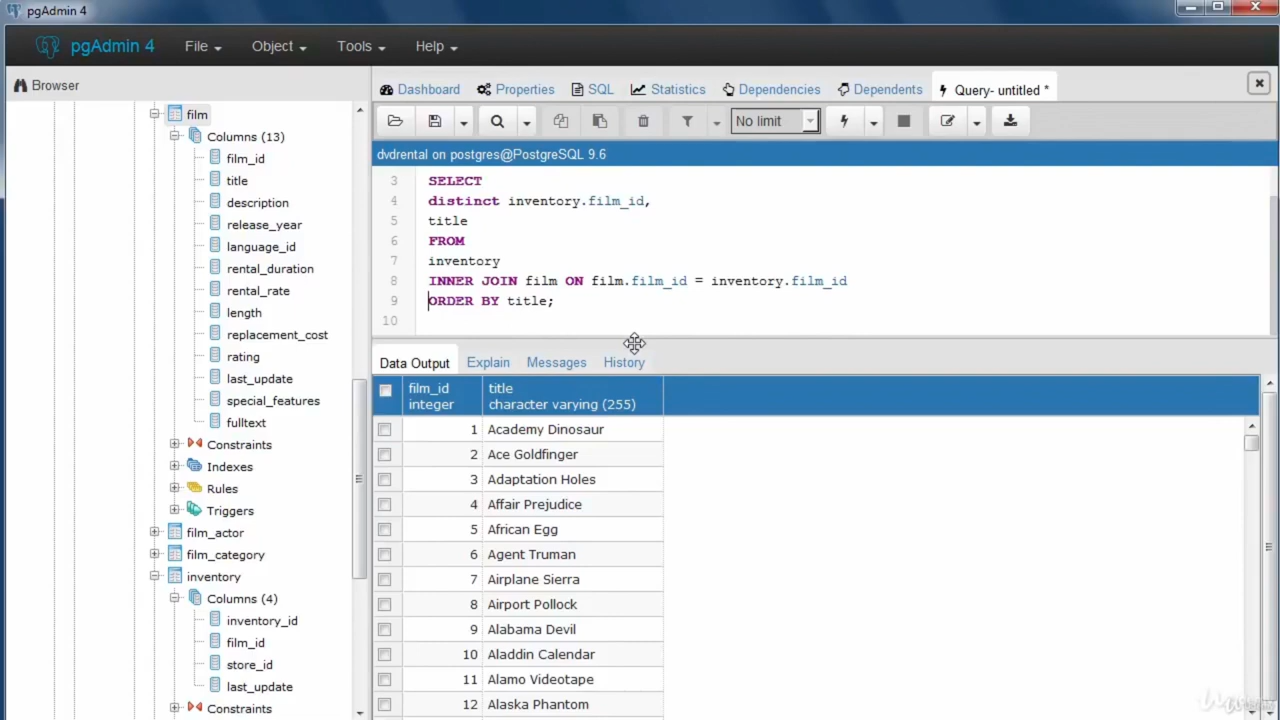 pgAdmin 4
pgAdmin 4
File
Object
Tools
Help
Browser
film
Columns (13)
film_id
title
description
release_year
language_id
rental_duration
rental_rate
length
replacement_cost
rating
last_update
special_features
fulltext
Constraints
Indexes
Rules
Triggers
film_actor
film_category
inventory
Columns (4)
inventory_id
film_id
store_id
last_update
Constraints
Dashboard
Properties
SQL
Statistics
Dependencies
Dependents
Query- untitled *
No limit
dvdrental on postgres@PostgreSQL 9.6
3 SELECT
4 distinct inventory.film_id,
5 title
6 FROM
7 inventory
8 INNER JOIN film ON film.film_id = inventory.film_id
9 ORDER BY title;
10
Data Output
Explain
Messages
History
film_id title
integer character varying (255)
1 Academy Dinosaur
2 Ace Goldfinger
3 Adaptation Holes
4 Affair Prejudice
5 African Egg
6 Agent Truman
7 Airplane Sierra
8 Airport Pollock
9 Alabama Devil
10 Aladdin Calendar
11 Alamo Videotape
12 Alaska Phantom